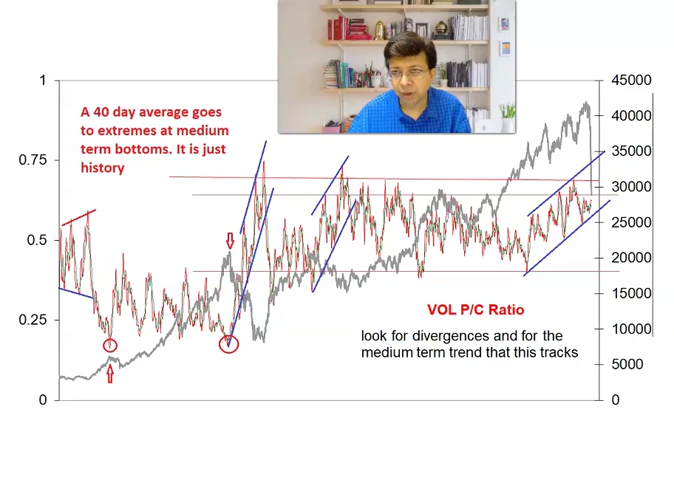 A 40 day average goes
to extremes at medium
term bottoms. It is just
history
1
0.75
0.5
0.25
0
45000
40000
35000
30000
25000
20000
15000
10000
5000
0
VOL P/C Ratio
look for divergences and for the
medium term trend that this tracks